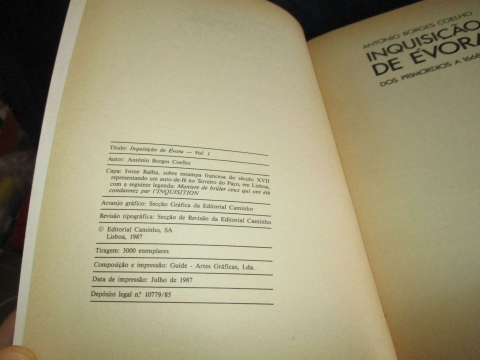 Título: Inquisição de Évora — Vol. 1
Autor: António Borges Coelho
Capa: Ivone Ralha, sobre estampa francesa do século XVII
representando um auto-de-fé no Terreiro do Paço, em Lisboa,
com a seguinte legenda: Maniere de brûler ceux qui ont été
condamnez par l'INQUISITION
Arranjo gráfico: Secção Gráfica da Editorial Caminho
Revisão tipográfica: Secção de Revisão da Editorial Caminho
© Editorial Caminho, SA
Lisboa, 1987
Tiragem: 3000 exemplares
Composição e impressão: Guide - Artes Gráficas, Lda.
Data de impressão: Julho de 1987
Depósito legal n.º 10779/85
ANTÓNIO BORGES COELHO
INQUISIÇÃO
DE ÉVORA
DOS PRIMÓRDIOS A 1668